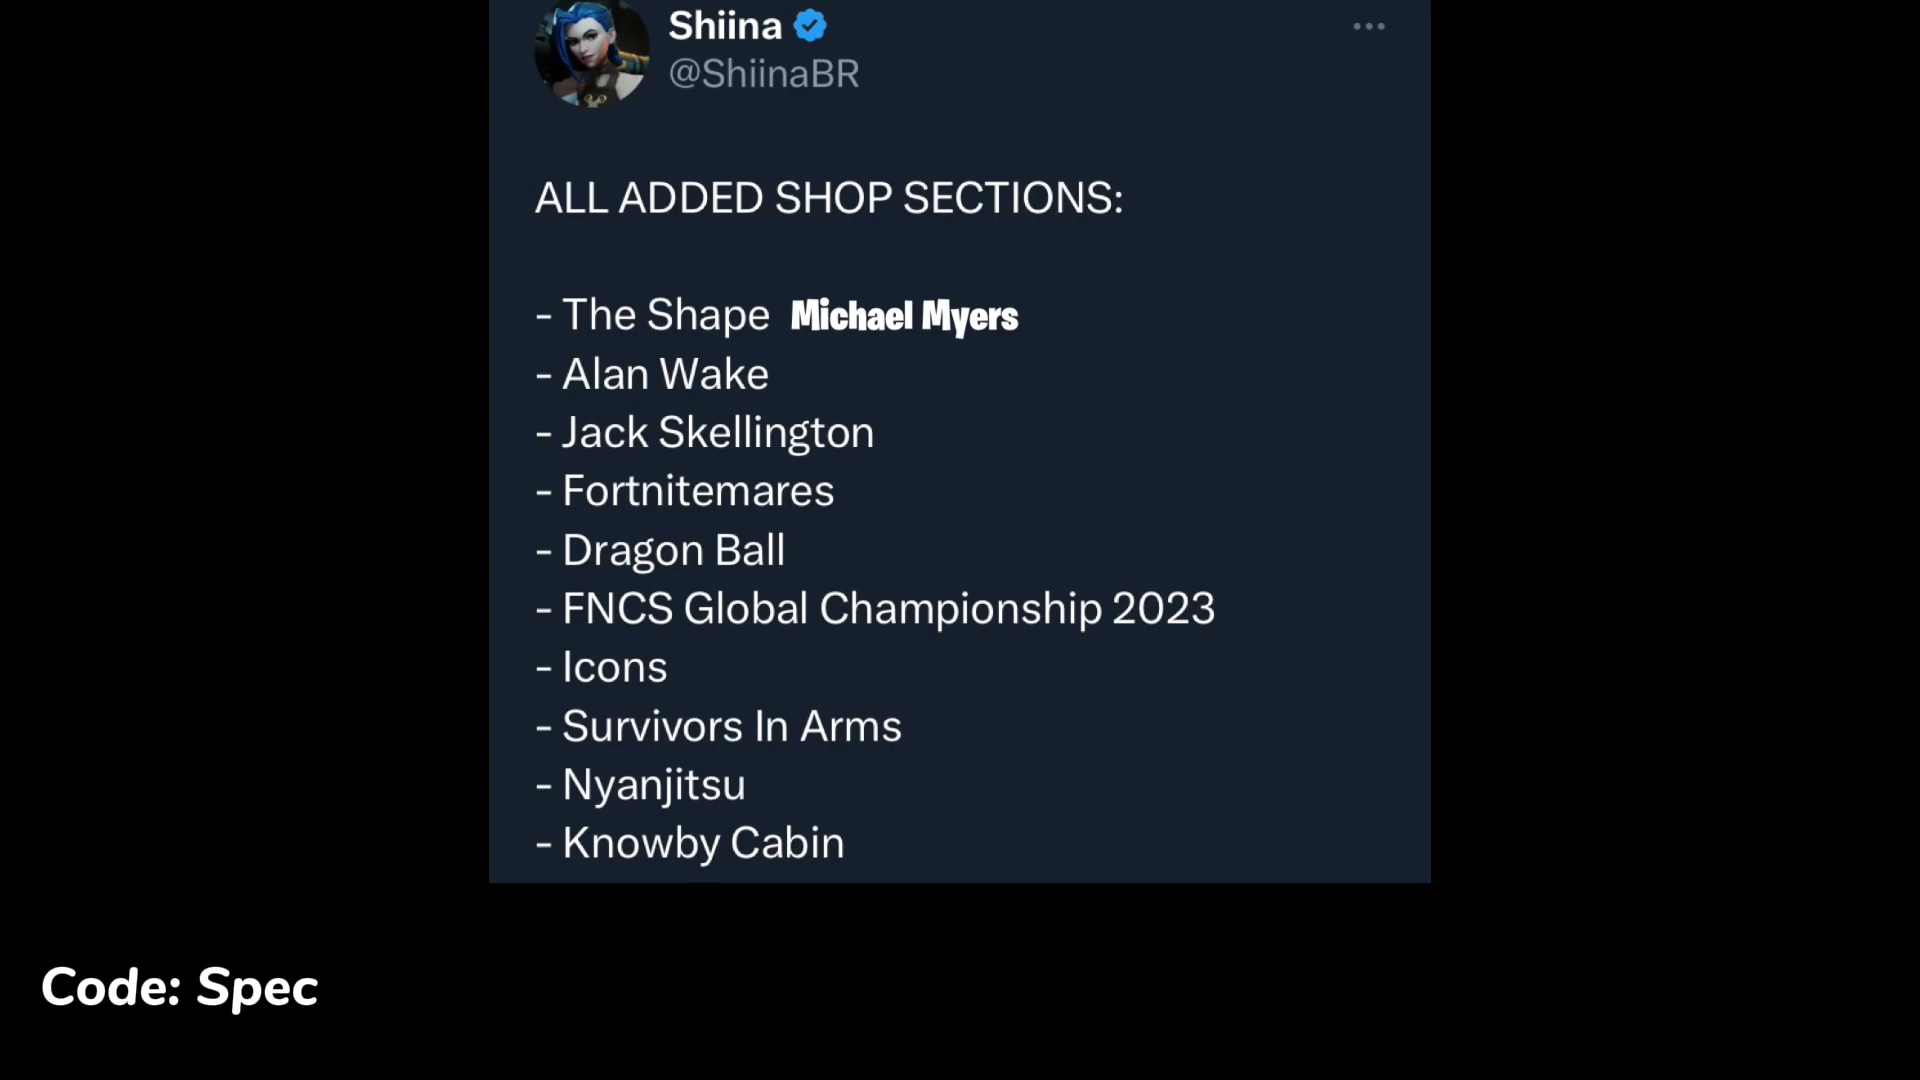 Shiina
@ShiinaBR
ALL ADDED SHOP SECTIONS:
- The Shape Michael Myers
- Alan Wake
- Jack Skellington
- Fortnitemares
- Dragon Ball
- FNCS Global Championship 2023
- Icons
- Survivors In Arms
- Nyanjitsu
- Knowby Cabin
Code: Spec